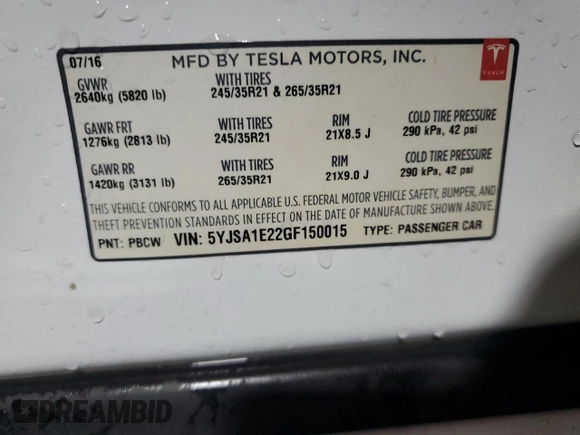 07/16 MFD BY TESLA MOTORS, INC.
TESLA
GVWR WITH TIRES
2640kg (5820 lb) 245/35R21 & 265/35R21
GAWR FRT WITH TIRES RIM COLD TIRE PRESSURE
1276kg (2813 lb) 245/35R21 21X8.5 J 290 kPa, 42 psi
GAWR RR WITH TIRES RIM COLD TIRE PRESSURE
1420kg (3131 lb) 265/35R21 21X9.0 J 290 kPa, 42 psi
THIS VEHICLE CONFORMS TO ALL APPLICABLE U.S. FEDERAL MOTOR VEHICLE SAFETY, BUMPER, AND
THEFT PREVENTION STANDARDS IN EFFECT ON THE DATE OF MANUFACTURE SHOWN ABOVE.
PNT: PBCW VIN: 5YJSA1E22GF150015 TYPE: PASSENGER CAR
DREAMBID